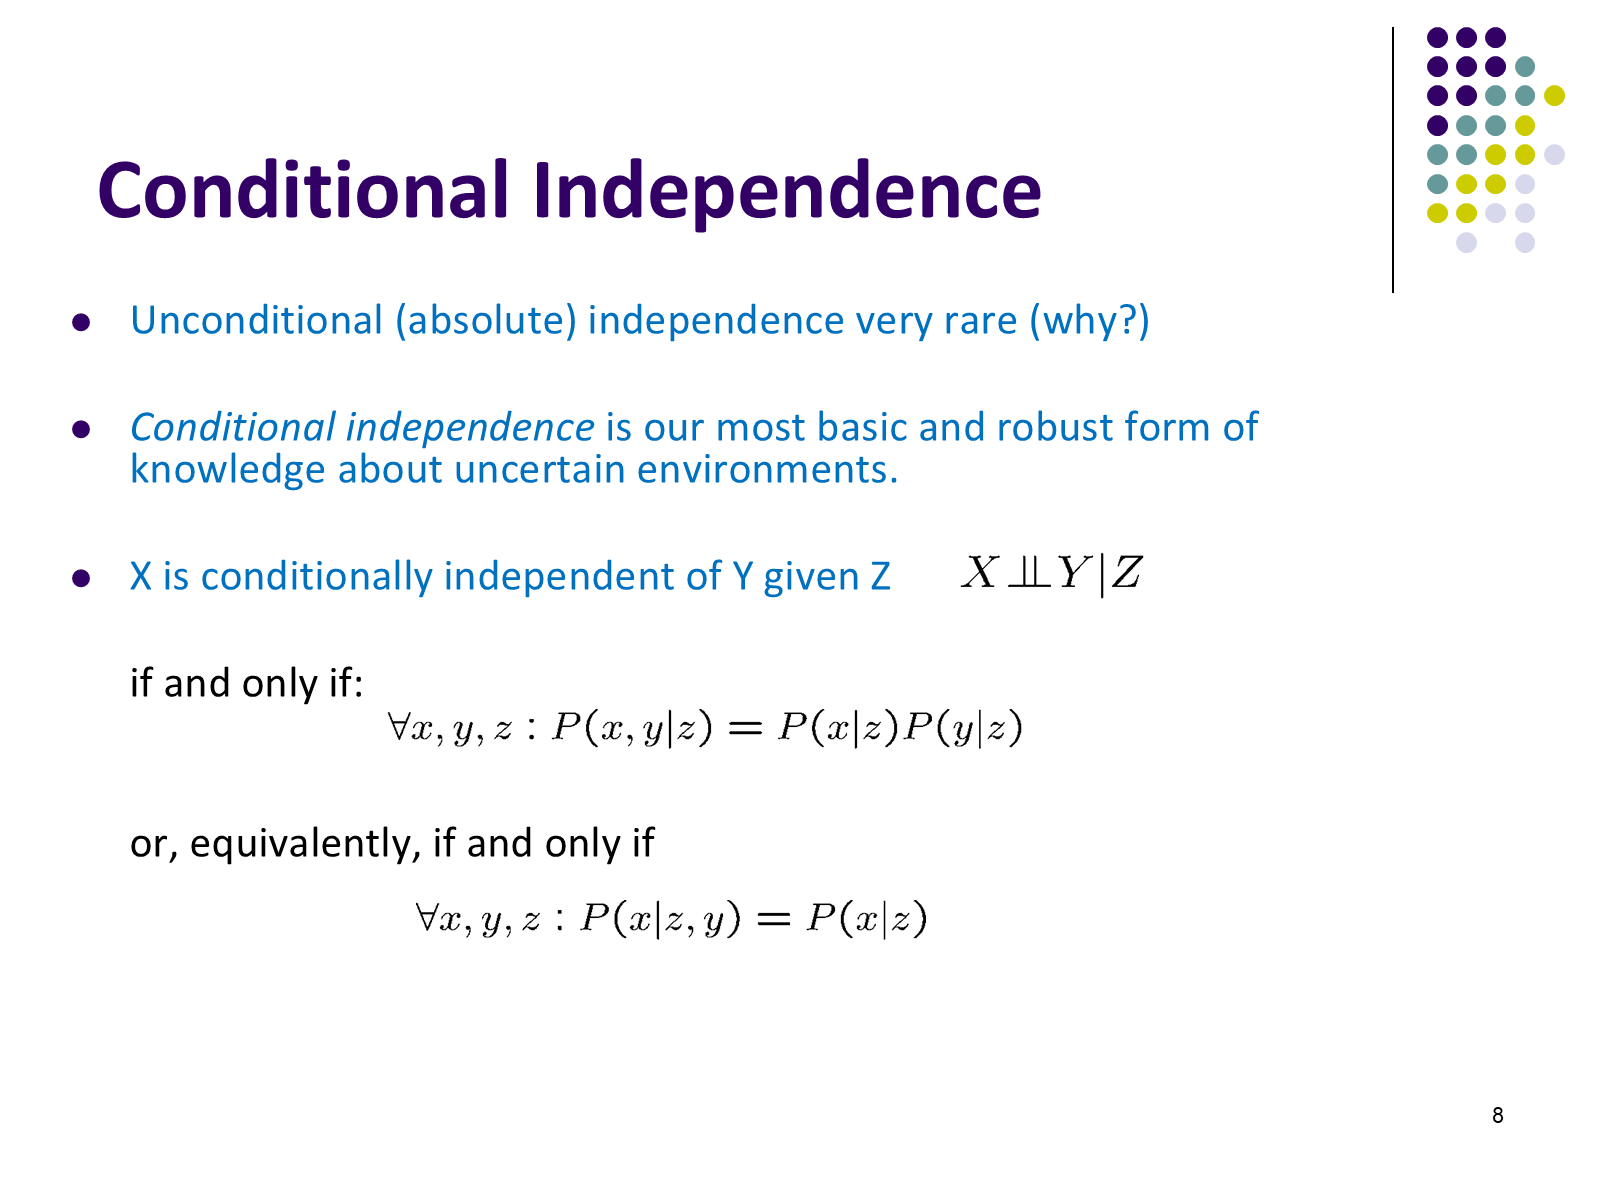 Conditional Independence
● Unconditional (absolute) independence very rare (why?)
● Conditional independence is our most basic and robust form of
knowledge about uncertain environments.
● X is conditionally independent of Y given Z X ⫫ Y|Z
if and only if:
∀x, y, z : P(x, y|z) = P(x|z)P(y|z)
or, equivalently, if and only if
∀x, y, z : P(x|z, y) = P(x|z)
8